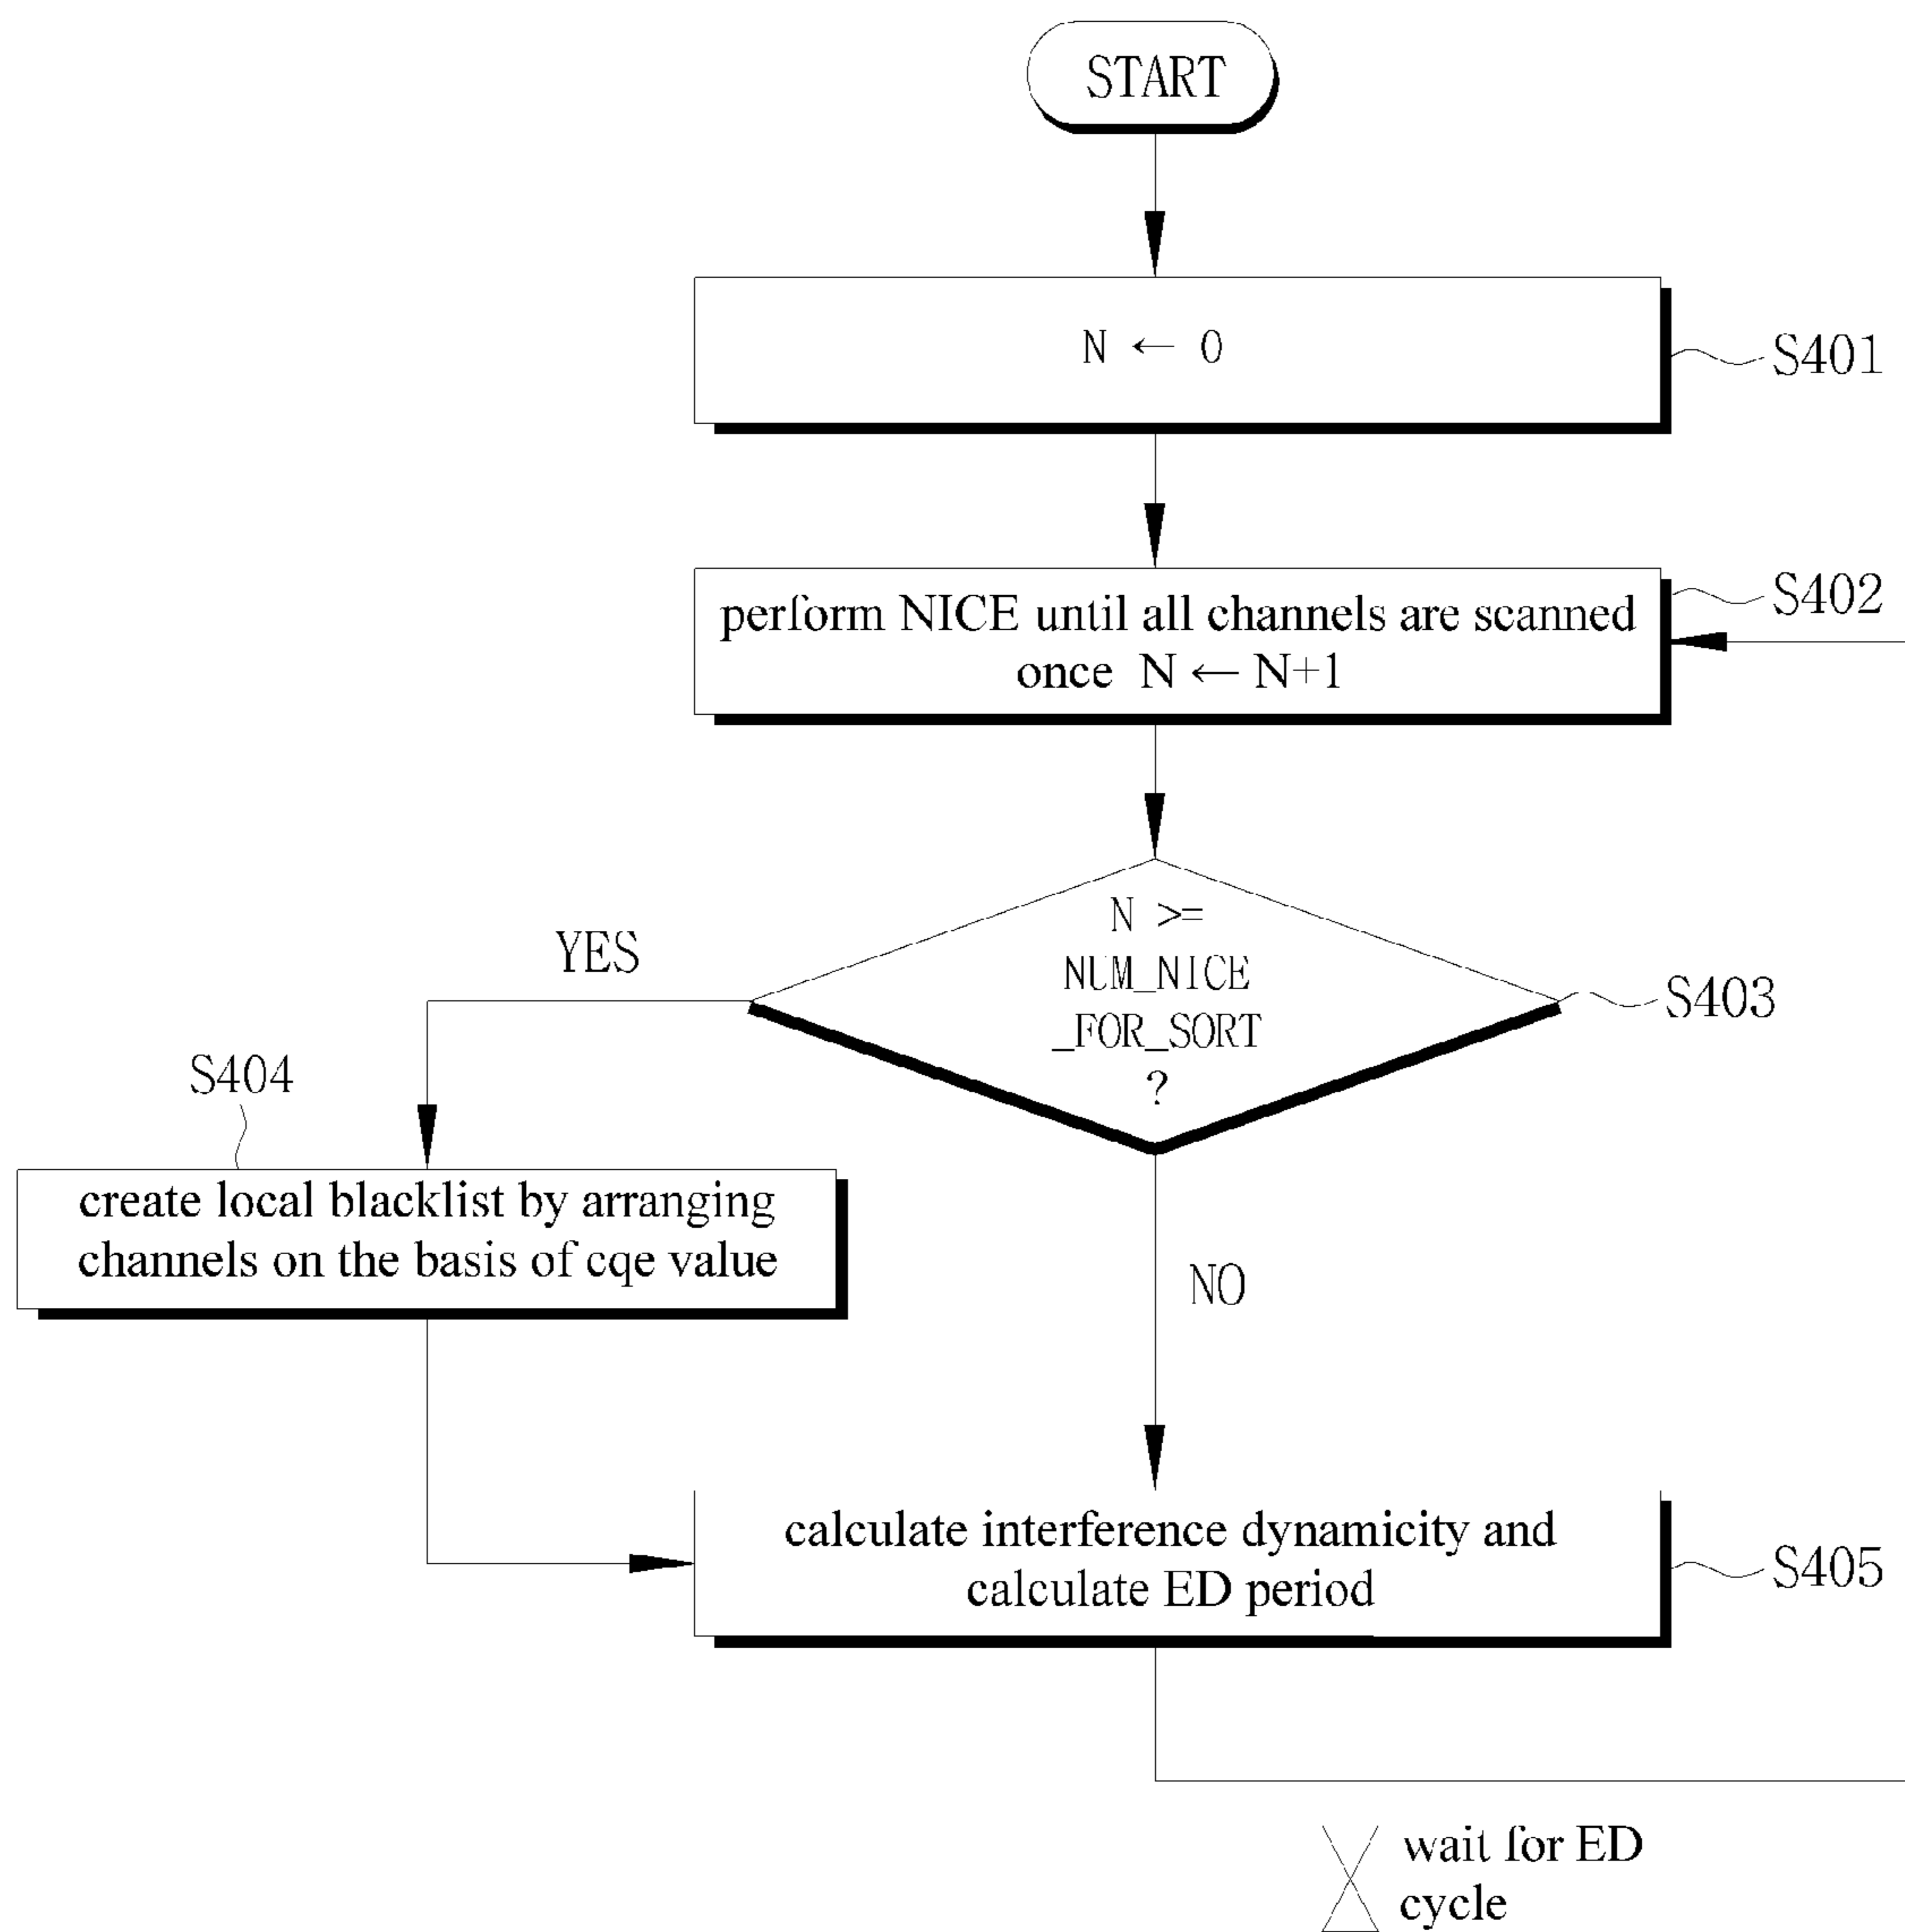 START
N ← 0
S401
perform NICE until all channels are scanned
once N ← N+1
S402
N >=
NUM_NICE
_FOR_SORT
?
S403
YES
S404
create local blacklist by arranging
channels on the basis of cqe value
NO
calculate interference dynamicity and
calculate ED period
S405
wait for ED
cycle